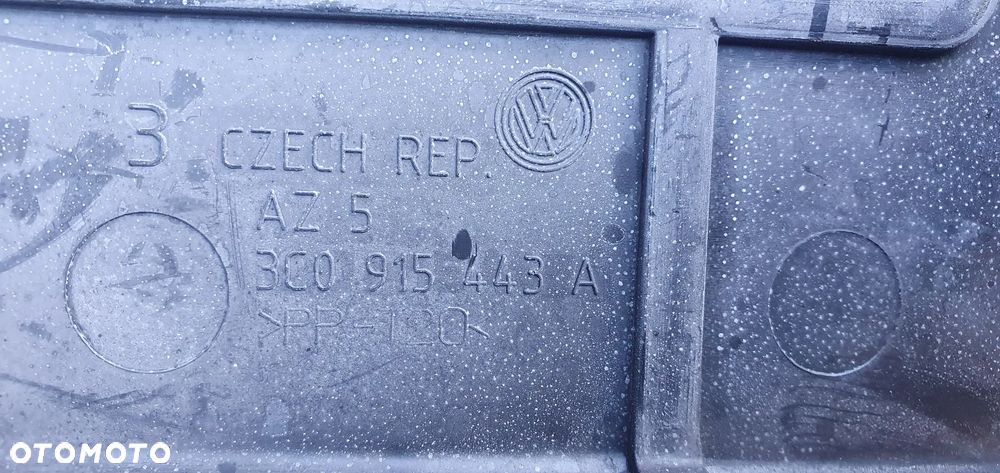 3
CZECH REP.
AZ 5
3C0 915 443 A
>PP-T20<
OTOMOTO